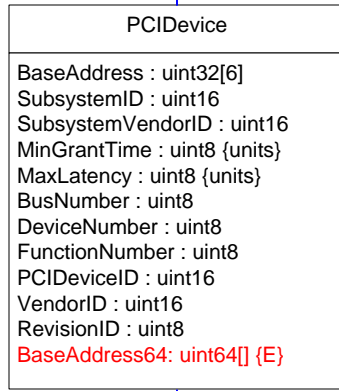 PCIDevice
BaseAddress : uint32[6]
SubsystemID : uint16
SubsystemVendorID : uint16
MinGrantTime : uint8 {units}
MaxLatency : uint8 {units}
BusNumber : uint8
DeviceNumber : uint8
FunctionNumber : uint8
PCIDeviceID : uint16
VendorID : uint16
RevisionID : uint8
BaseAddress64: uint64[] {E}